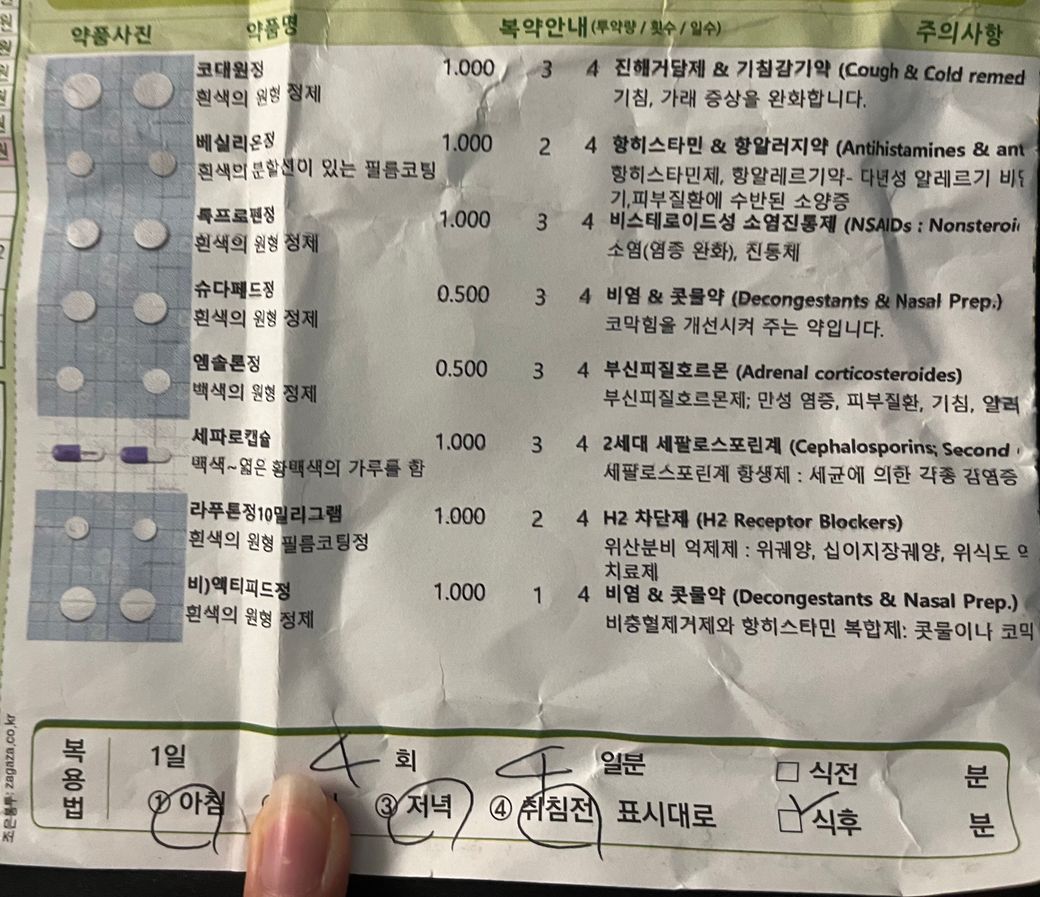 약품사진 약품명 복약안내(투약량 / 횟수 / 일수) 주의사항
코대원정 1.000 3 4 진해거담제 & 기침감기약 (Cough & Cold remed
흰색의 원형 정제 기침, 가래 증상을 완화합니다.
베실리온정 1.000 2 4 항히스타민 & 항알러지약 (Antihistamines & ant
흰색의 분할선이 있는 필름코팅 항히스타민제, 항알레르기약- 다년성 알레르기 비
기,피부질환에 수반된 소양증
록프로펜정 1.000 3 4 비스테로이드성 소염진통제 (NSAIDs : Nonsteroi
흰색의 원형 정제 소염(염증 완화), 진통제
슈다페드정 0.500 3 4 비염 & 콧물약 (Decongestants & Nasal Prep.)
흰색의 원형 정제 코막힘을 개선시켜 주는 약입니다.
엠솔론정 0.500 3 4 부신피질호르몬 (Adrenal corticosteroides)
백색의 원형 정제 부신피질호르몬제; 만성 염증, 피부질환, 기침, 알러
세파로캡슐 1.000 3 4 2세대 세팔로스포린계 (Cephalosporins; Second
백색~엷은 황백색의 가루를 함 세팔로스포린계 항생제 : 세균에 의한 각종 감염증
라푸톤정10밀리그램 1.000 2 4 H2 차단제 (H2 Receptor Blockers)
흰색의 원형 필름코팅정 위산분비 억제제 : 위궤양, 십이지장궤양, 위식도
치료제
비)액티피드정 1.000 1 4 비염 & 콧물약 (Decongestants & Nasal Prep.)
흰색의 원형 정제 비충혈제거제와 항히스타민 복합제: 콧물이나 코막
복용법 1일 4 회 4 일분 □ 식전 분
① 아침 ③ 저녁 ④ 취침전 표시대로 ☑ 식후 분
조은봉투: zagaza,co,kr